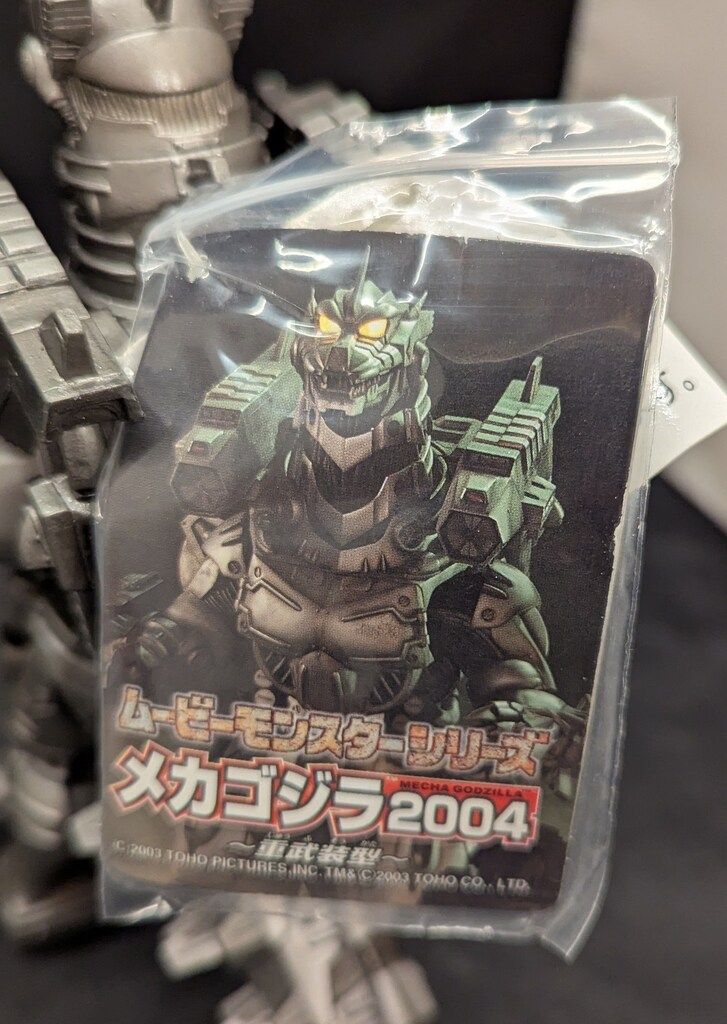 ムービーモンスターシリーズ
MECHA GODZILLA™
メカゴジラ2004
~重武装型~
C 2003 TOHO PICTURES, INC. TM & C 2003 TOHO CO., LTD.